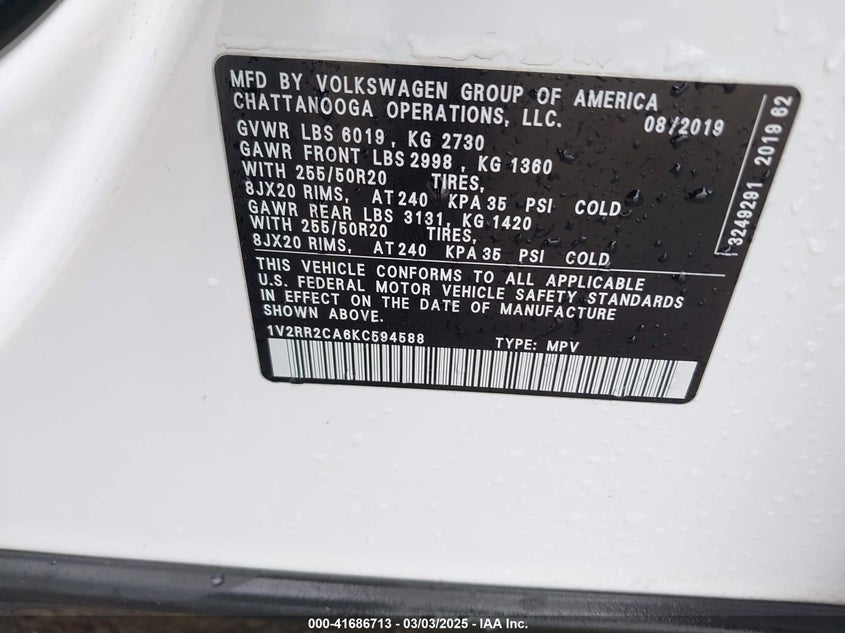 MFD BY VOLKSWAGEN GROUP OF AMERICA
CHATTANOOGA OPERATIONS, LLC. 08/2019
GVWR LBS 6019, KG 2730
GAWR FRONT LBS 2998, KG 1360
WITH 255/50R20 TIRES,
8JX20 RIMS, AT 240 KPA 35 PSI COLD
GAWR REAR LBS 3131, KG 1420
WITH 255/50R20 TIRES,
8JX20 RIMS, AT 240 KPA 35 PSI COLD
THIS VEHICLE CONFORMS TO ALL APPLICABLE
U.S. FEDERAL MOTOR VEHICLE SAFETY STANDARDS
IN EFFECT ON THE DATE OF MANUFACTURE
SHOWN ABOVE.
1V2RR2CA6KC594588 TYPE: MPV
3249291 2019 62
000-41686713 - 03/03/2025 - © IAA Inc.